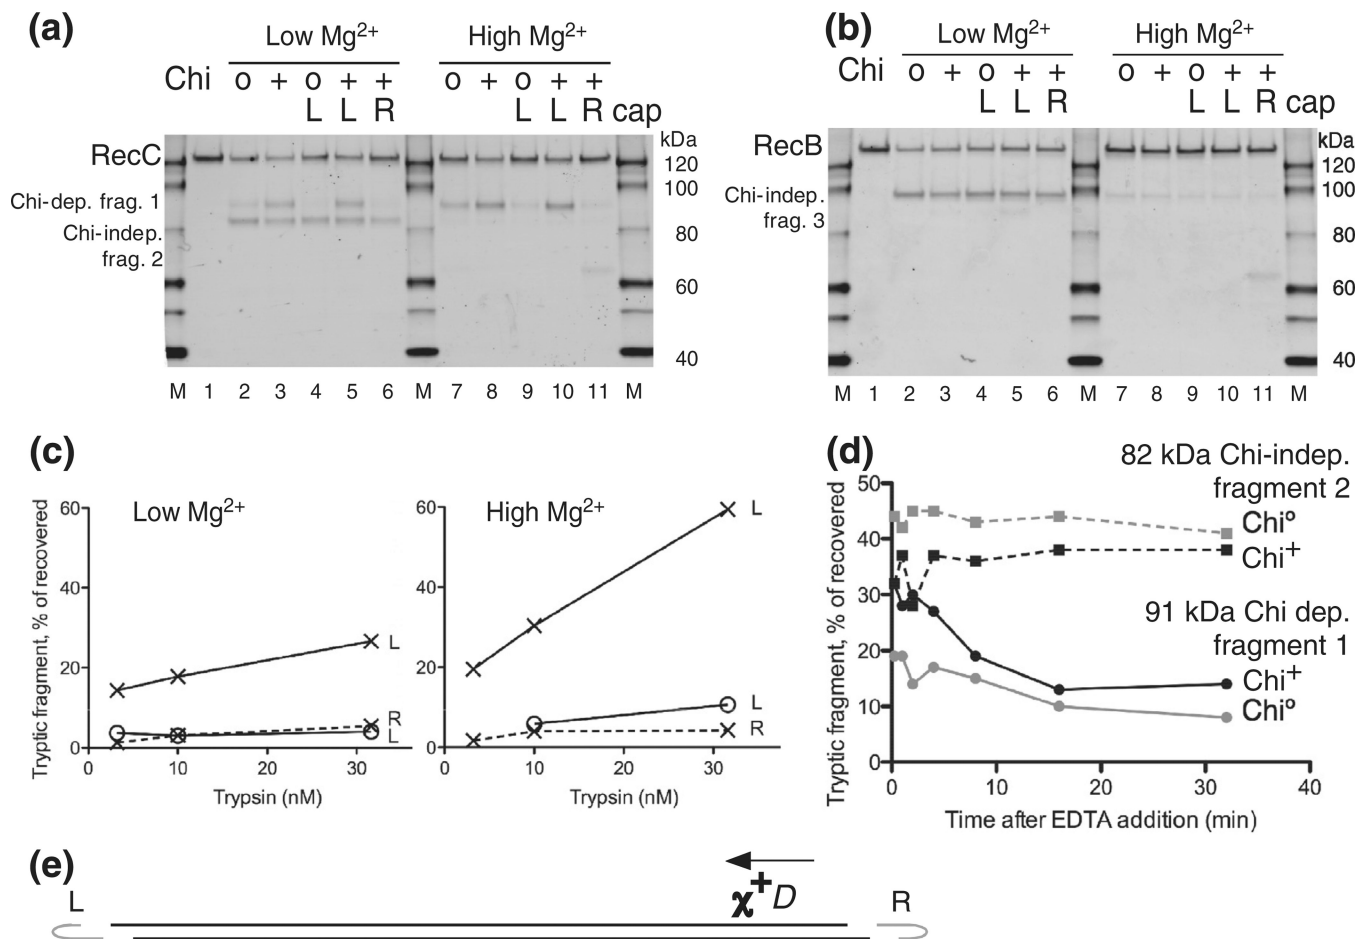 (a)
Low Mg2+ High Mg2+
Chi o + o + + o + o + +
L L R L L R cap
RecC
kDa
120
100
Chi-dep. frag. 1
Chi-indep.
frag. 2
80
60
40
M 1 2 3 4 5 6 M 7 8 9 10 11 M
(b)
Low Mg2+ High Mg2+
Chi o + o + + o + o + +
L L R L L R cap
RecB
kDa
120
100
Chi-indep.
frag. 3
80
60
40
M 1 2 3 4 5 6 M 7 8 9 10 11 M
(c)
Tryptic fragment, % of recovered
60
40
20
0
Low Mg2+
L
R
L
0 10 20 30
Trypsin (nM)
60
40
20
0
High Mg2+
L
L
R
0 10 20 30
Trypsin (nM)
(d)
Tryptic fragment, % of recovered
50
40
30
20
10
0
82 kDa Chi-indep.
fragment 2
Chiº
Chi+
91 kDa Chi dep.
fragment 1
Chi+
Chiº
0 10 20 30 40
Time after EDTA addition (min)
(e)
L
χ+D
R